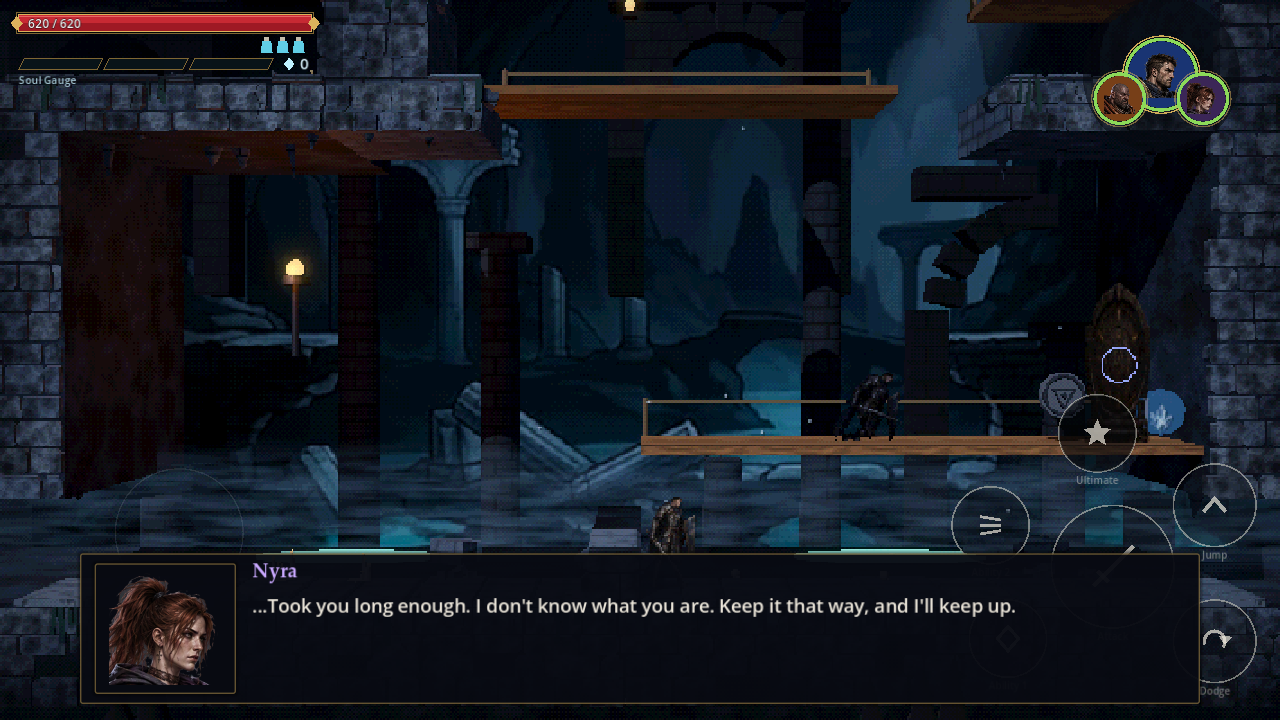 620 / 620
0
Soul Gauge
Ultimate
Jump
Nyra
...Took you long enough. I don't know what you are. Keep it that way, and I'll keep up.
Dodge